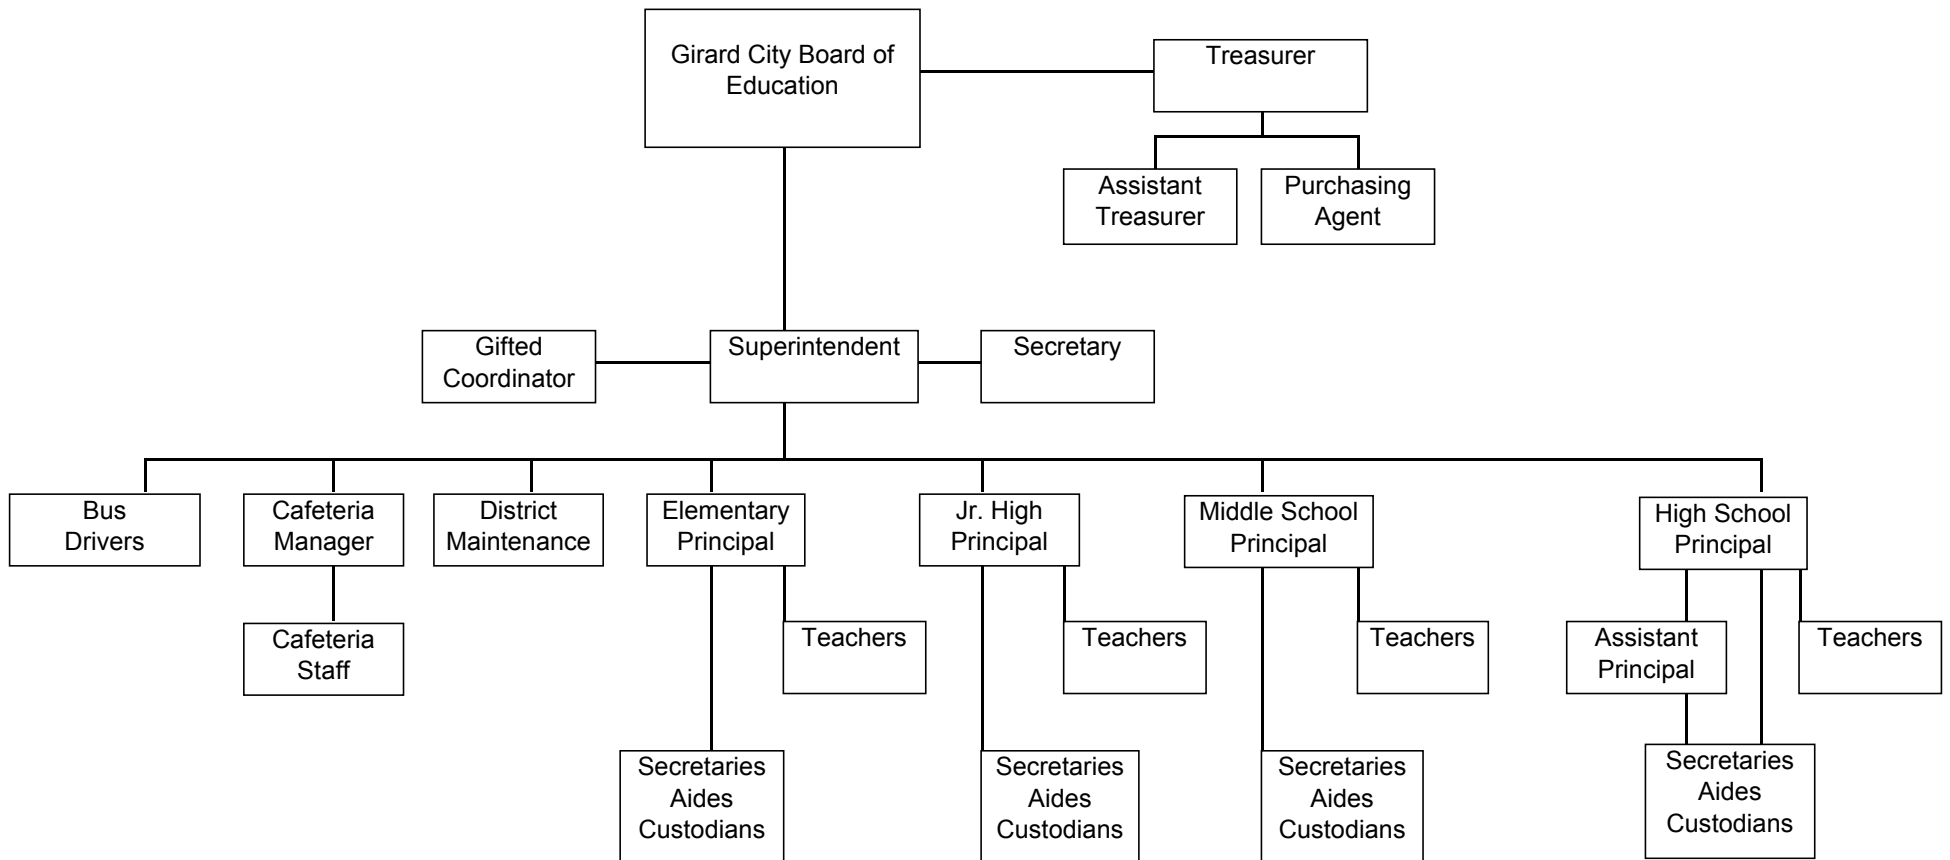 Girard City Board of
Education
Treasurer
Assistant
Treasurer
Purchasing
Agent
Gifted
Coordinator
Superintendent
Secretary
Bus
Drivers
Cafeteria
Manager
District
Maintenance
Elementary
Principal
Jr. High
Principal
Middle School
Principal
High School
Principal
Cafeteria
Staff
Teachers
Teachers
Teachers
Assistant
Principal
Teachers
Secretaries
Aides
Custodians
Secretaries
Aides
Custodians
Secretaries
Aides
Custodians
Secretaries
Aides
Custodians